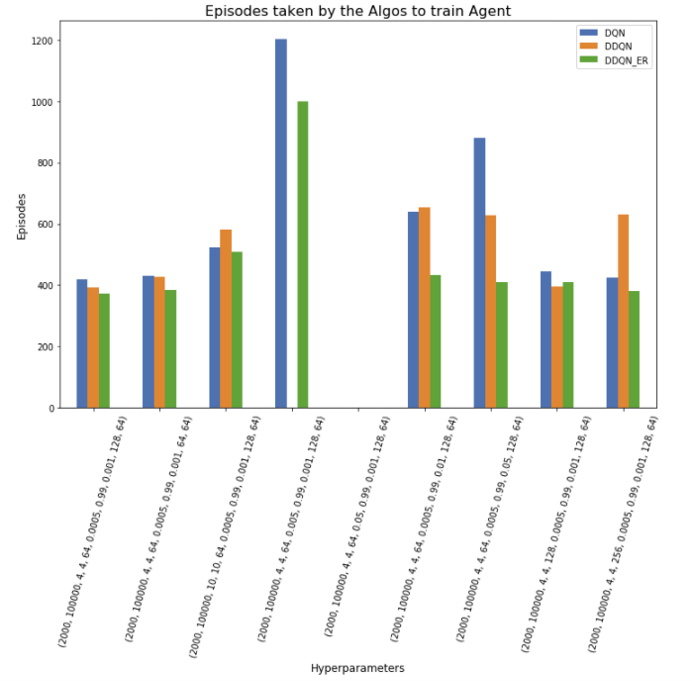 Episodes taken by the Algos to train Agent
DQN
DDQN
DDQN_ER
Episodes
1200
1000
800
600
400
200
0
(2000, 100000, 4, 4, 64, 0.0005, 0.99, 0.001, 128, 64)
(2000, 100000, 4, 4, 64, 0.0005, 0.99, 0.001, 64, 64)
(2000, 100000, 10, 10, 64, 0.0005, 0.99, 0.001, 128, 64)
(2000, 100000, 4, 4, 64, 0.005, 0.99, 0.001, 128, 64)
(2000, 100000, 4, 4, 64, 0.05, 0.99, 0.001, 128, 64)
(2000, 100000, 4, 4, 64, 0.0005, 0.99, 0.01, 128, 64)
(2000, 100000, 4, 4, 64, 0.0005, 0.99, 0.05, 128, 64)
(2000, 100000, 4, 4, 128, 0.0005, 0.99, 0.001, 128, 64)
(2000, 100000, 4, 4, 256, 0.0005, 0.99, 0.001, 128, 64)
Hyperparameters